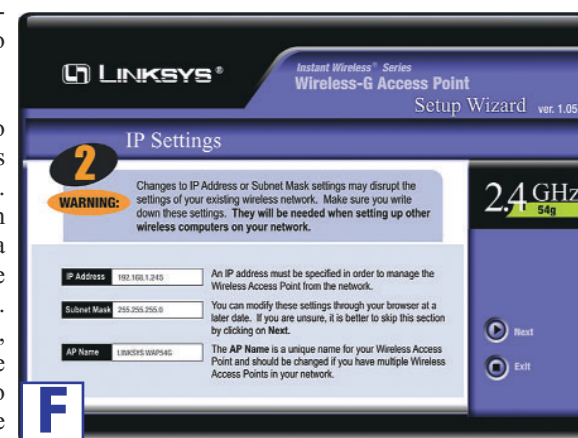 LINKSYS®
Instant Wireless® Series
Wireless-G Access Point
Setup Wizard ver. 1.05
IP Settings
2
WARNING:
Changes to IP Address or Subnet Mask settings may disrupt the
settings of your existing wireless network. Make sure you write
down these settings. They will be needed when setting up other
wireless computers on your network.
2.4 GHz
54g
IP Address 192.168.1.245
An IP address must be specified in order to manage the
Wireless Access Point from the network.
Subnet Mask 255.255.255.0
You can modify these settings through your browser at a
later date. If you are unsure, it is better to skip this section
by clicking on Next.
AP Name LINKSYS WAP54G
The AP Name is a unique name for your Wireless Access
Point and should be changed if you have multiple Wireless
Access Points in your network.
Next
Exit
F